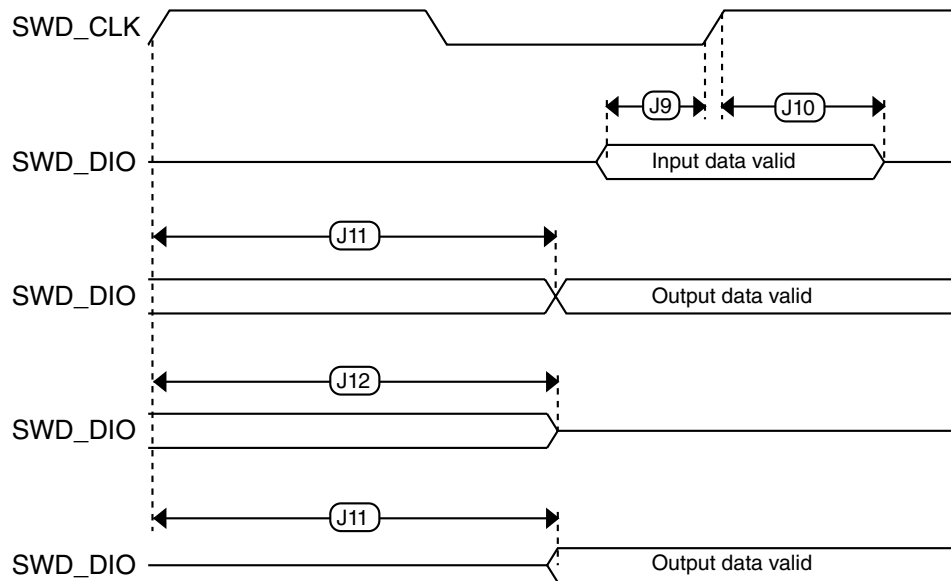 SWD_CLK
J9
J10
SWD_DIO
Input data valid
J11
SWD_DIO
Output data valid
J12
SWD_DIO
J11
SWD_DIO
Output data valid